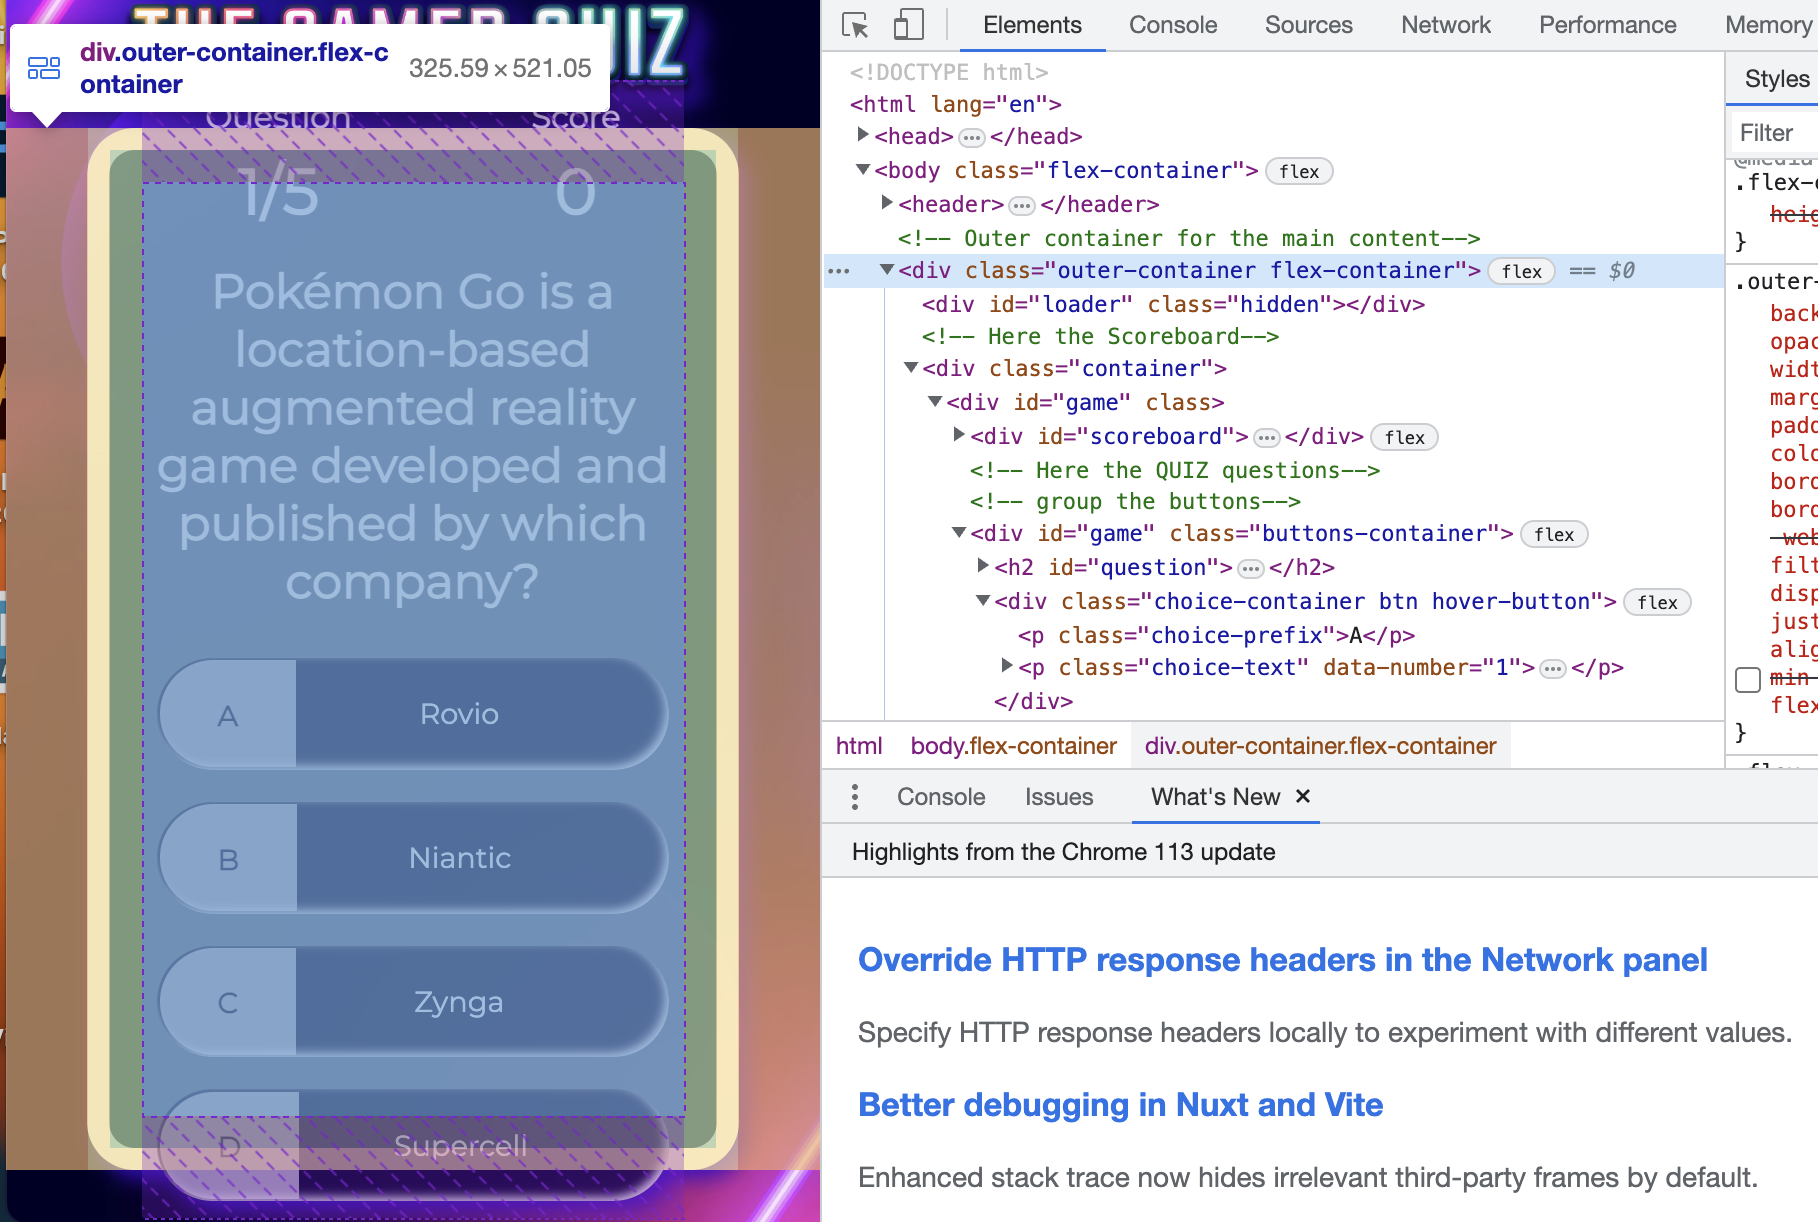 THE GAMER QUIZ
div.outer-container.flex-c
ontainer
325.59×521.05
Question
Score
1/5
0
Pokémon Go is a
location-based
augmented reality
game developed and
published by which
company?
A
Rovio
B
Niantic
C
Zynga
D
Supercell
Elements
Console
Sources
Network
Performance
Memory
<!DOCTYPE html>
<html lang="en">
<head>…</head>
<body class="flex-container"> flex
<header>…</header>
<!-- Outer container for the main content-->
… <div class="outer-container flex-container"> flex == $0
<div id="loader" class="hidden"></div>
<!-- Here the Scoreboard-->
<div class="container">
<div id="game" class>
<div id="scoreboard">…</div> flex
<!-- Here the QUIZ questions-->
<!-- group the buttons-->
<div id="game" class="buttons-container"> flex
<h2 id="question">…</h2>
<div class="choice-container btn hover-button"> flex
<p class="choice-prefix">A</p>
<p class="choice-text" data-number="1">…</p>
</div>
html
body.flex-container
div.outer-container.flex-container
Styles
Filter
@media
.flex-c
heig
}
.outer-
back
opac
widt
marg
padd
colo
bord
bord
-web
filt
disp
just
alig
min-
flex
}
Console
Issues
What's New ×
Highlights from the Chrome 113 update
Override HTTP response headers in the Network panel
Specify HTTP response headers locally to experiment with different values.
Better debugging in Nuxt and Vite
Enhanced stack trace now hides irrelevant third-party frames by default.